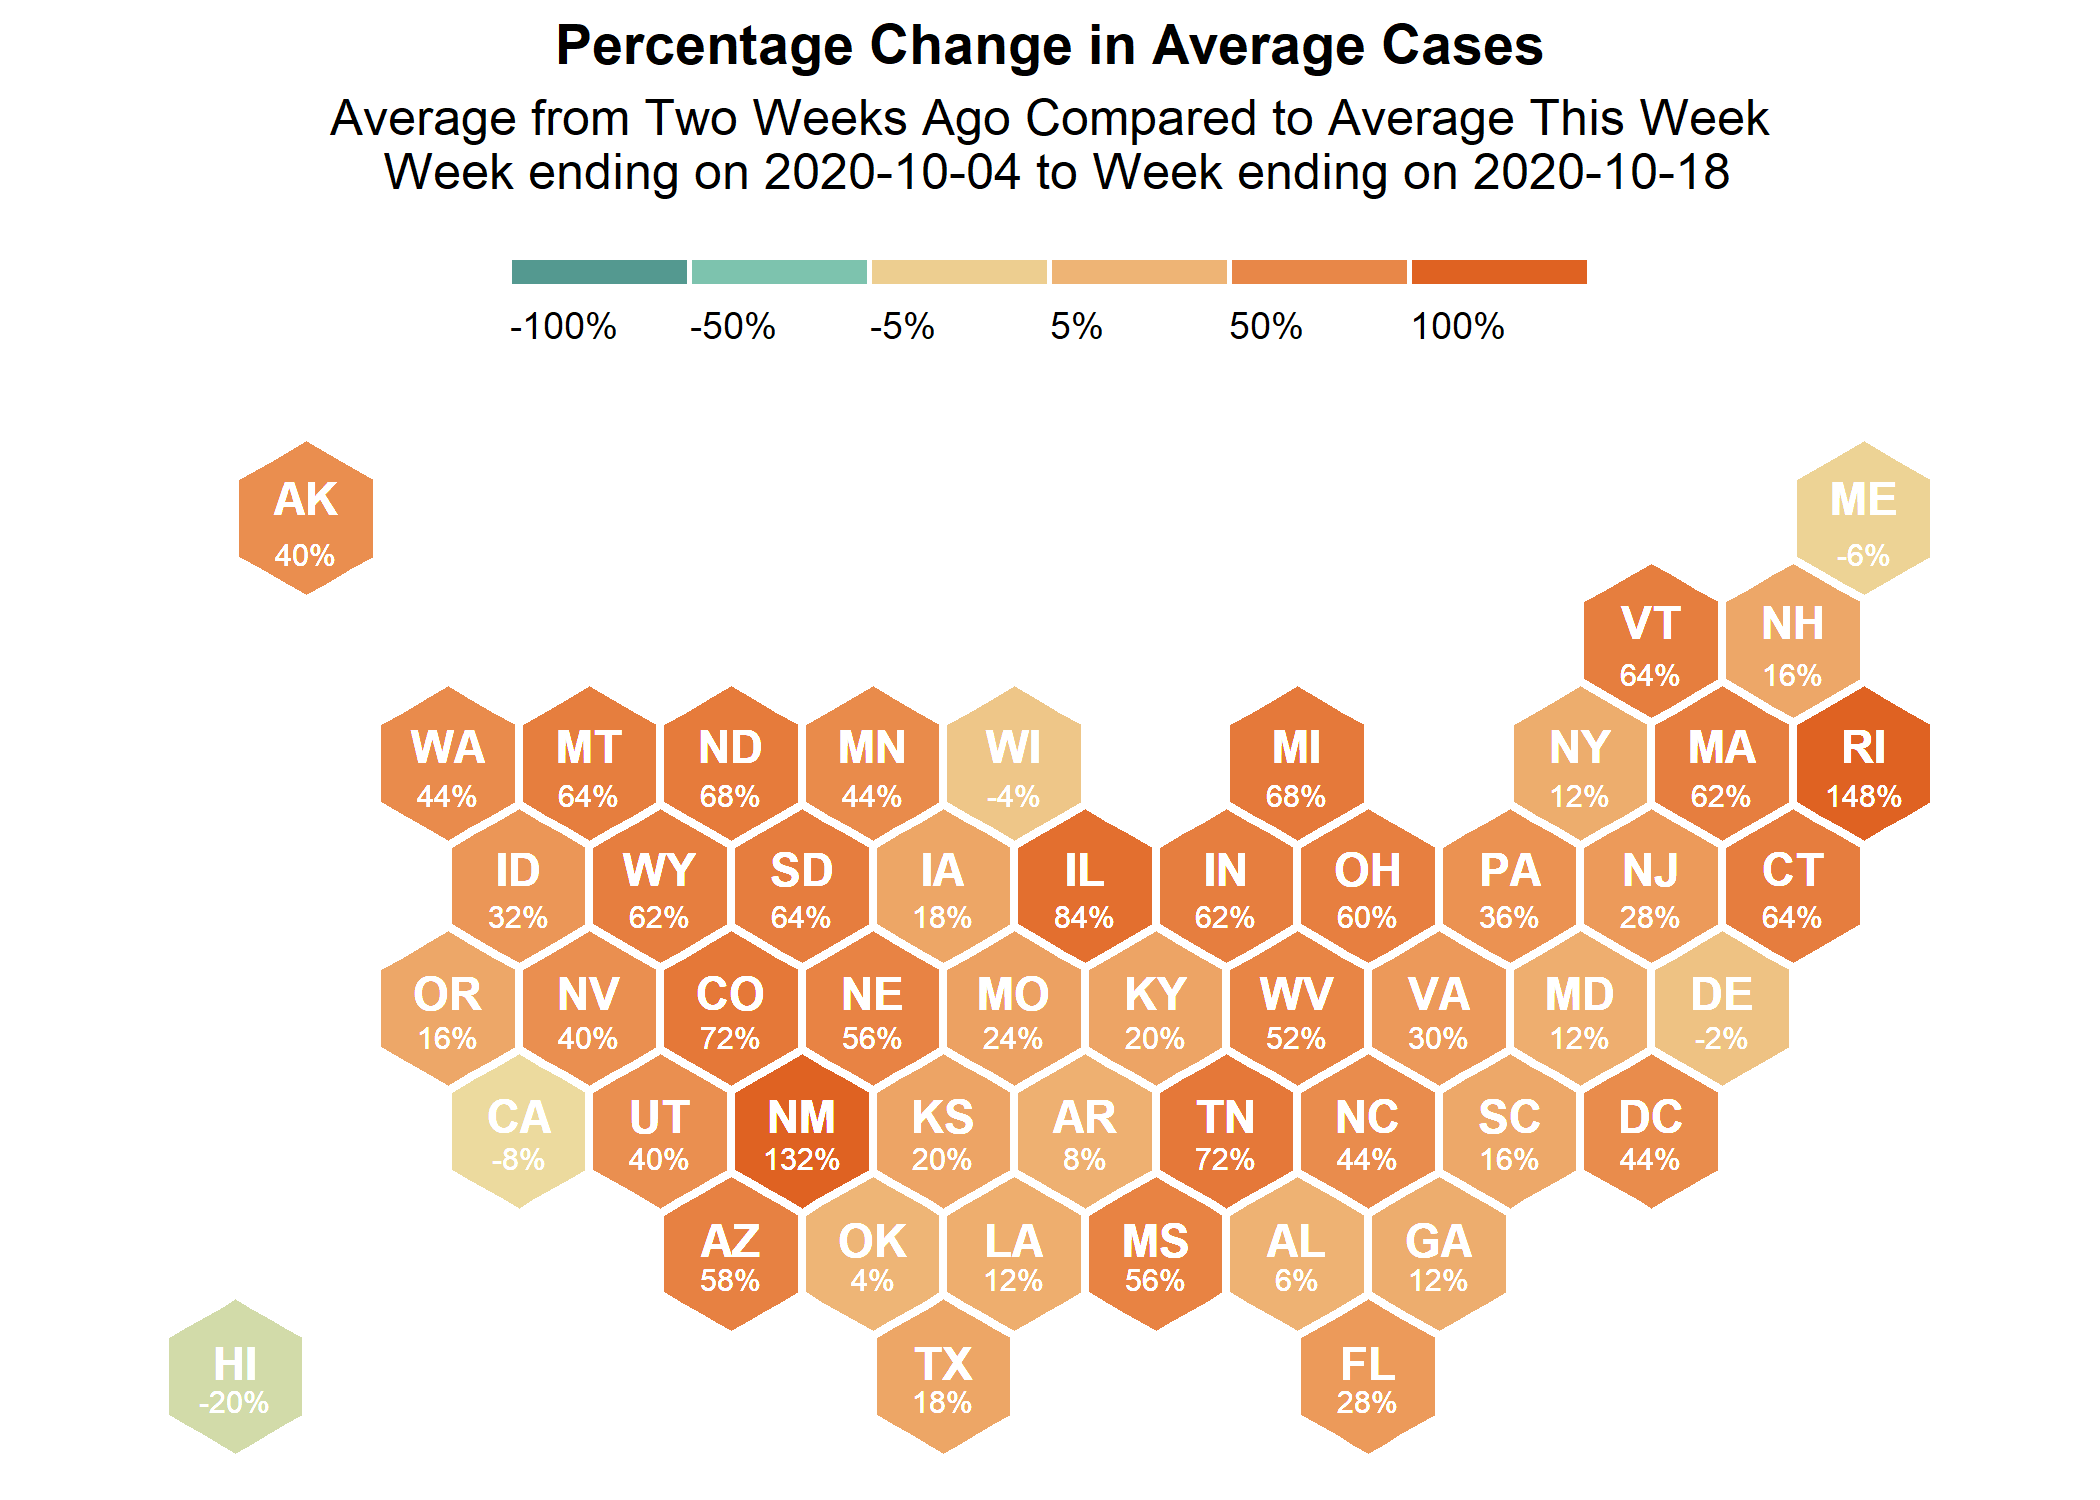 Percentage Change in Average Cases
Average from Two Weeks Ago Compared to Average This Week
Week ending on 2020-10-04 to Week ending on 2020-10-18
-100% -50% -5% 5% 50% 100%
AK ME
40% -6%
VT NH
64% 16%
WA MT ND MN WI MI NY MA RI
44% 64% 68% 44% -4% 68% 12% 62% 148%
ID WY SD IA IL IN OH PA NJ CT
32% 62% 64% 18% 84% 62% 60% 36% 28% 64%
OR NV CO NE MO KY WV VA MD DE
16% 40% 72% 56% 24% 20% 52% 30% 12% -2%
CA UT NM KS AR TN NC SC DC
-8% 40% 132% 20% 8% 72% 44% 16% 44%
AZ OK LA MS AL GA
58% 4% 12% 56% 6% 12%
HI TX FL
-20% 18% 28%